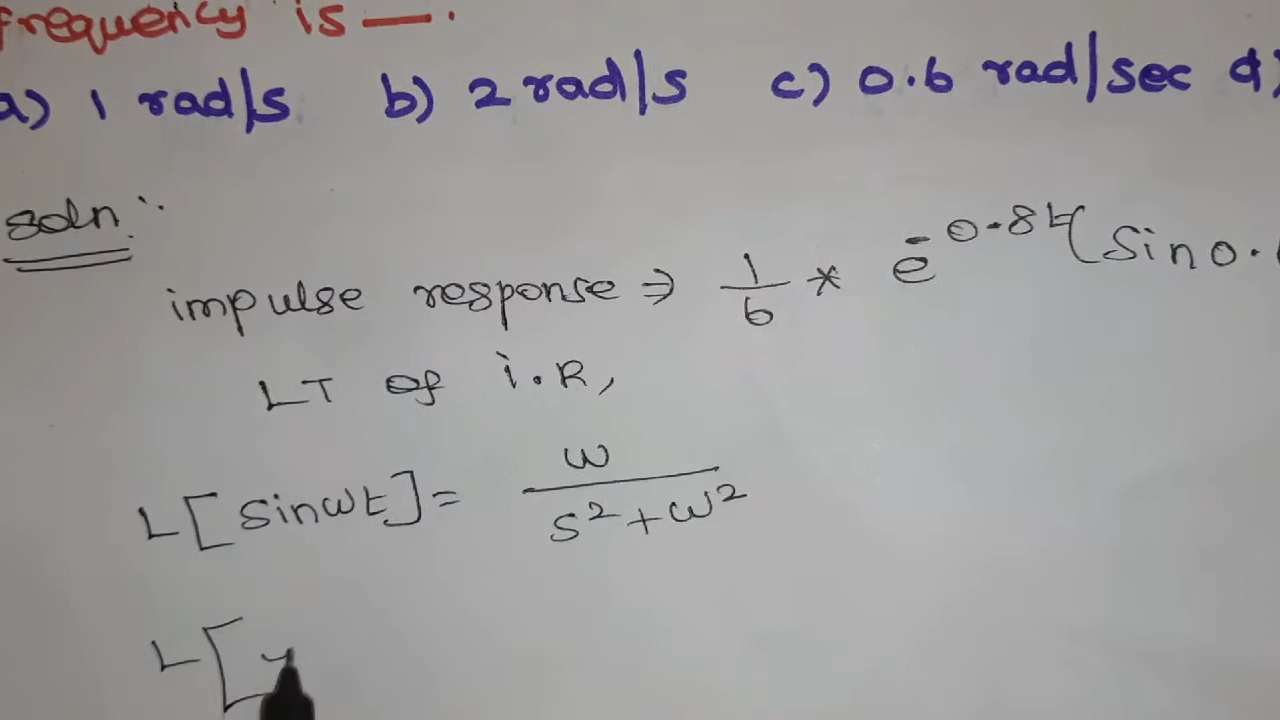 frequency is —.
a) 1 rad/s b) 2 rad/s c) 0.6 rad/sec d)
soln:
impulse response ⇒ 1/6 * e^-0.8t (sin 0.
LT of i.R,
L[sinωt] = ω/(s²+ω²)
L[